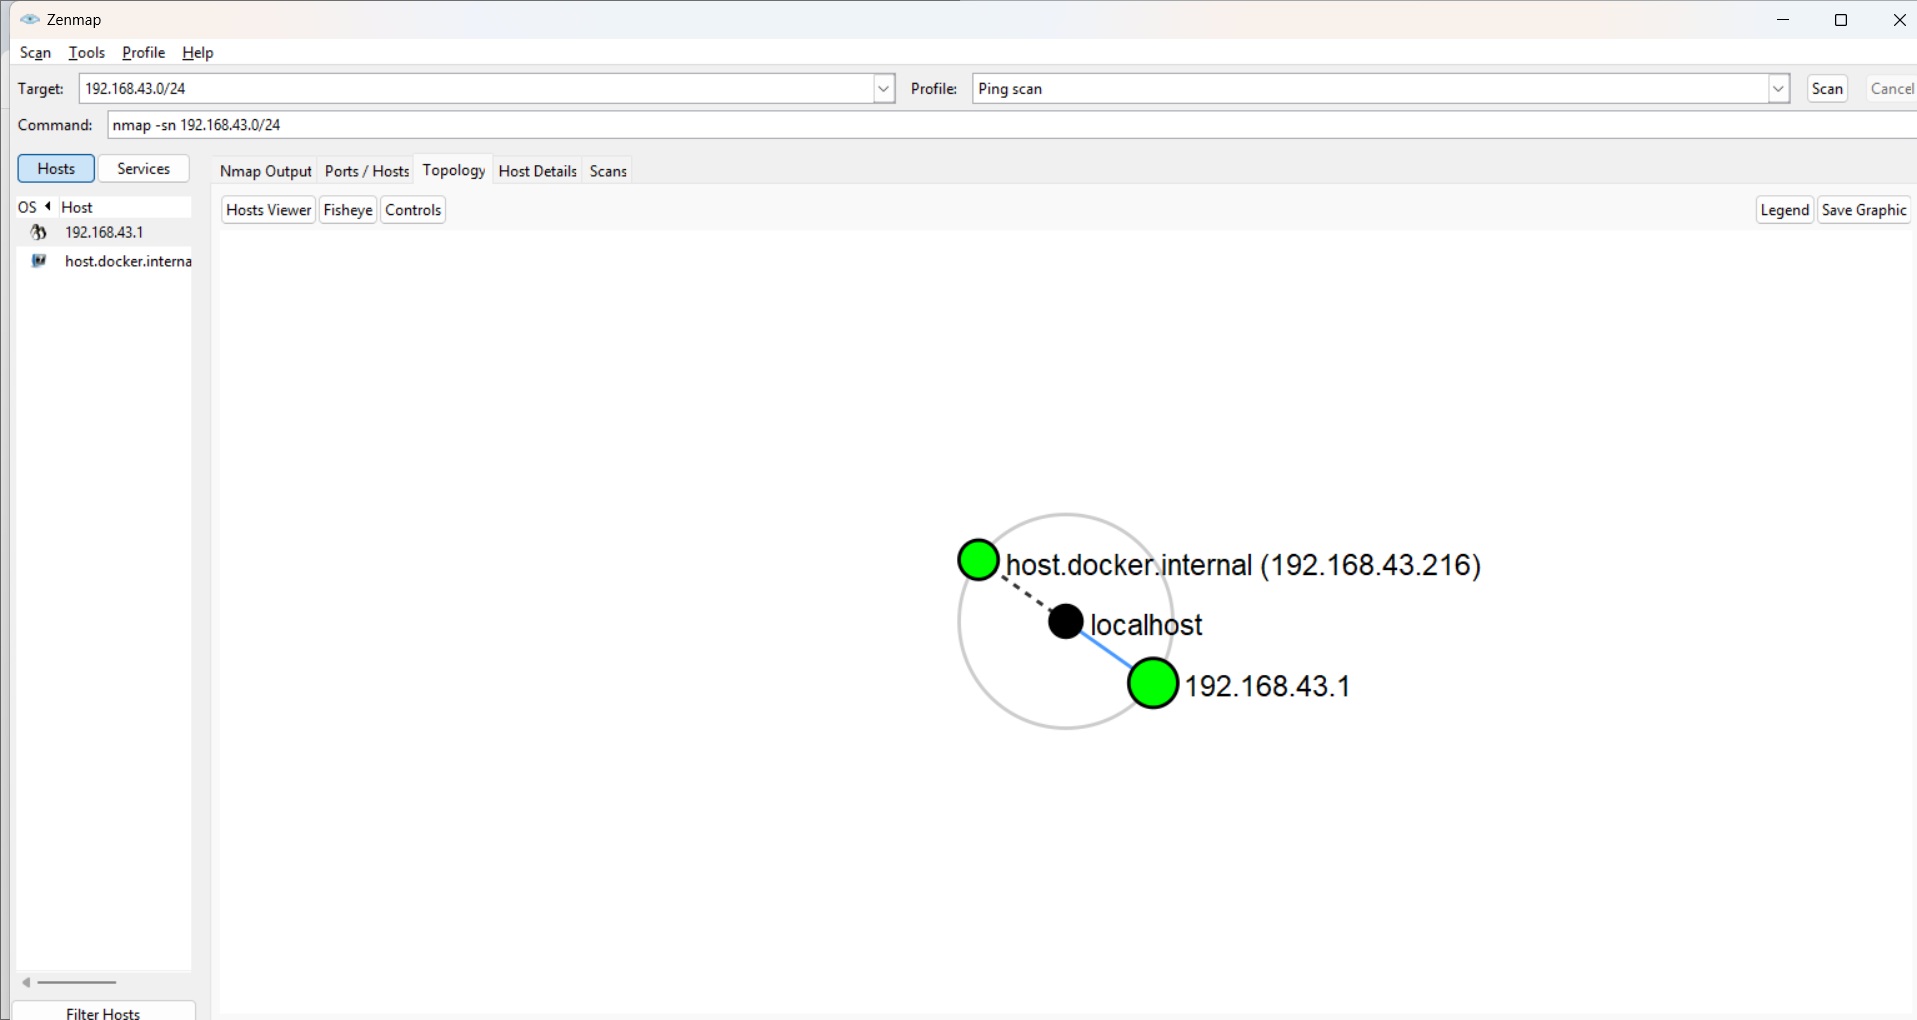 Zenmap
Scan Tools Profile Help
Target: 192.168.43.0/24 Profile: Ping scan Scan Cancel
Command: nmap -sn 192.168.43.0/24
Hosts Services
Nmap Output Ports / Hosts Topology Host Details Scans
OS Host
Hosts Viewer Fisheye Controls Legend Save Graphic
192.168.43.1
host.docker.interna
host.docker.internal (192.168.43.216)
localhost
192.168.43.1
Filter Hosts